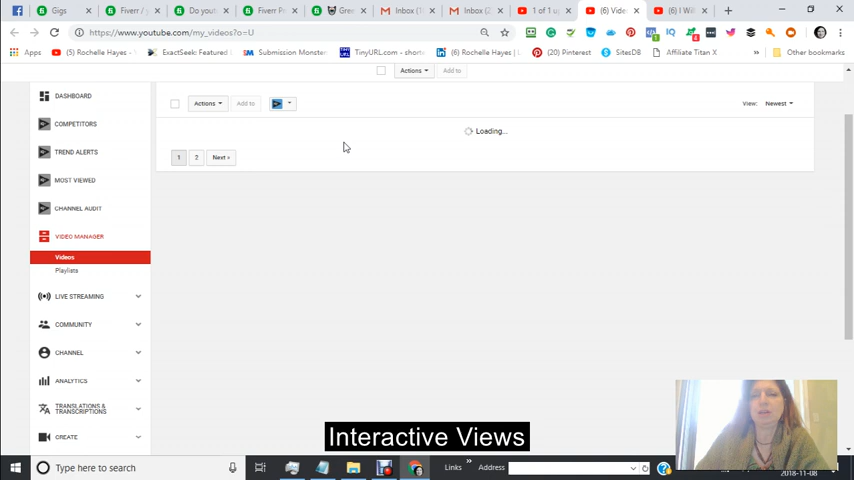 Gigs
Fiverr / y
Do yout
Fiverr Pr
Gre
Inbox (1
Inbox (2
1 of 1 u
(6) Vide
(6) I Wil
https://www.youtube.com/my_videos?o=U
Apps
(5) Rochelle Hayes -
ExactSeek: Featured
Submission Monster
TinyURL.com - short
(6) Rochelle Hayes |
(20) Pinterest
SitesDB
Affiliate Titan X
»
Other bookmarks
Actions
Add to
DASHBOARD
Actions
Add to
View:
Newest
COMPETITORS
Loading...
TREND ALERTS
1
2
Next »
MOST VIEWED
CHANNEL AUDIT
VIDEO MANAGER
Videos
Playlists
LIVE STREAMING
COMMUNITY
CHANNEL
ANALYTICS
TRANSLATIONS &
TRANSCRIPTIONS
CREATE
Interactive Views
Type here to search
Links
»
Address
2018-11-08